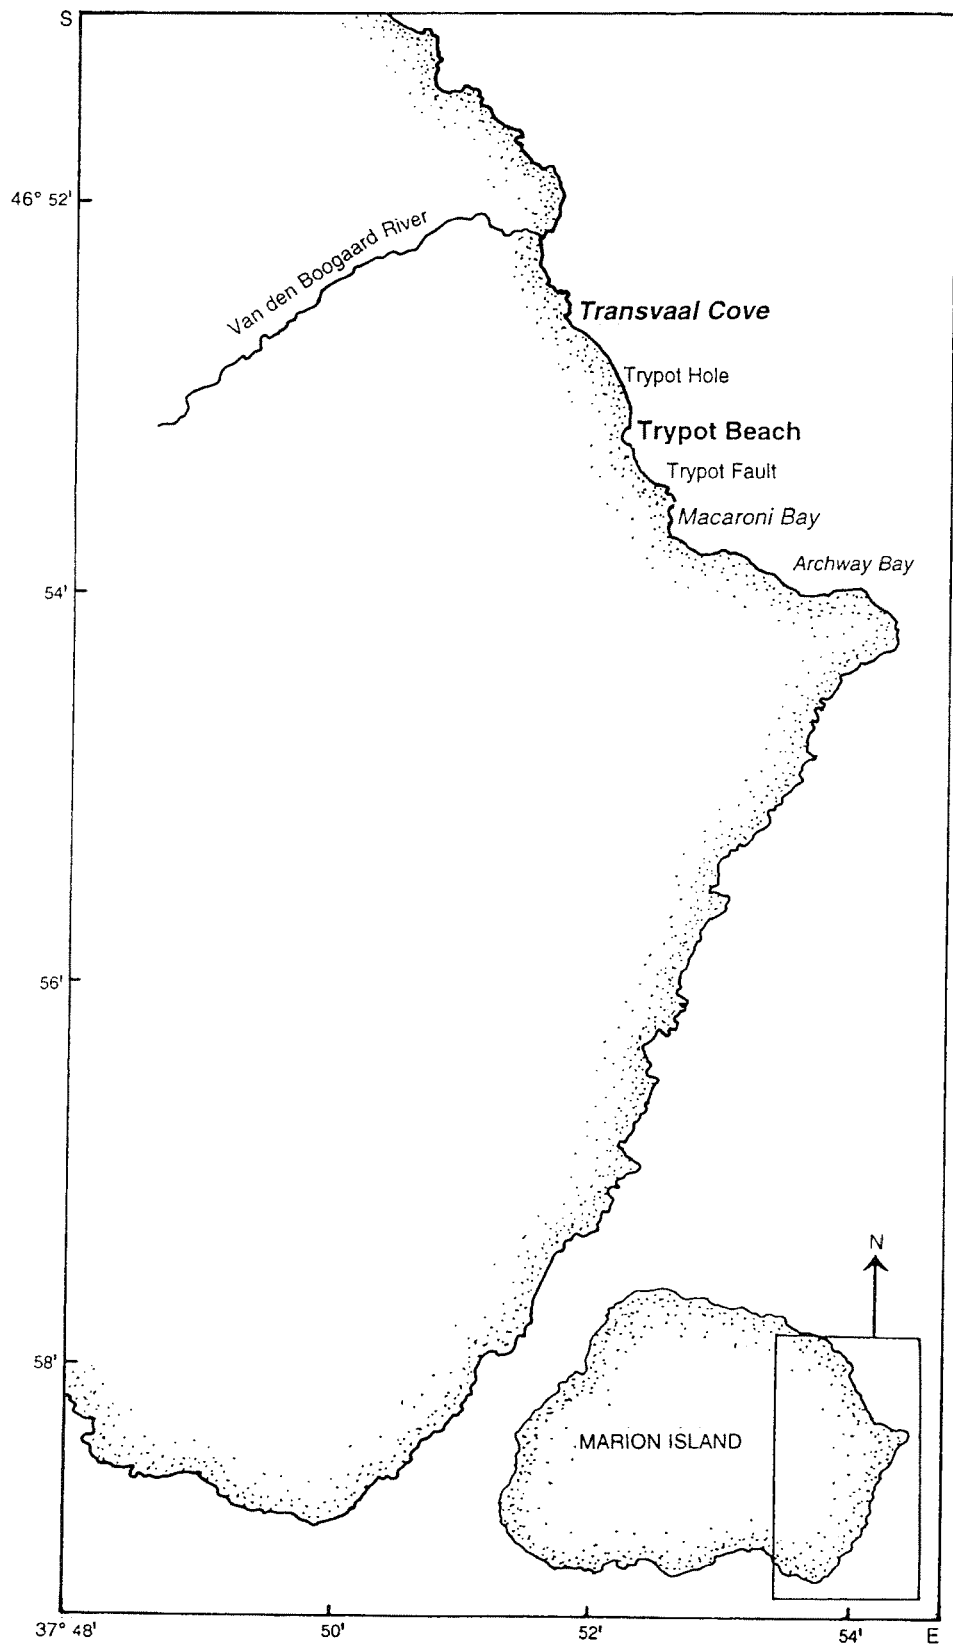 S
46° 52'
Van den Boogaard River
Transvaal Cove
Trypot Hole
Trypot Beach
Trypot Fault
Macaroni Bay
Archway Bay
54'
56'
N
58'
MARION ISLAND
37° 48'
50'
52'
54'
E